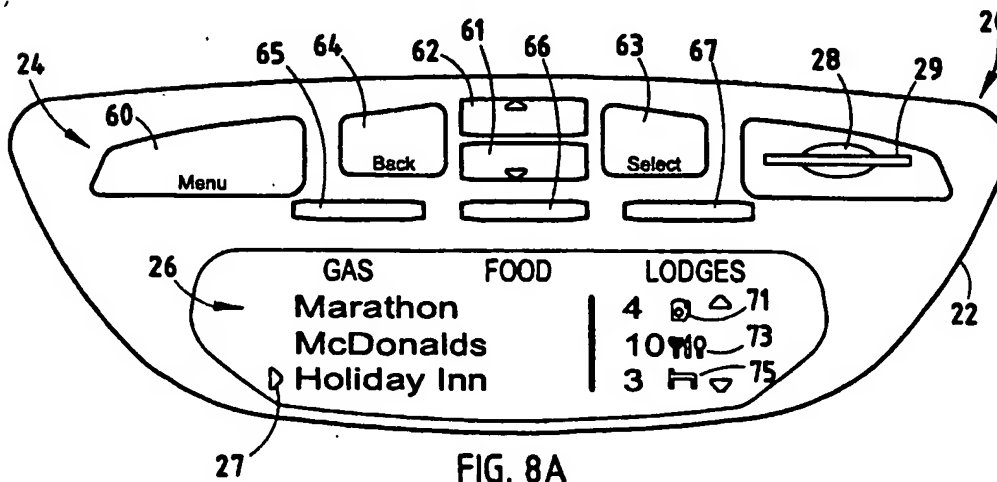 61
64
62
66
63
67
28
29
65
24
60
Back
Select
Menu
GAS FOOD LODGES
26
Marathon 4 71
McDonalds 10 73
Holiday Inn 3 75
22
27
FIG. 8A